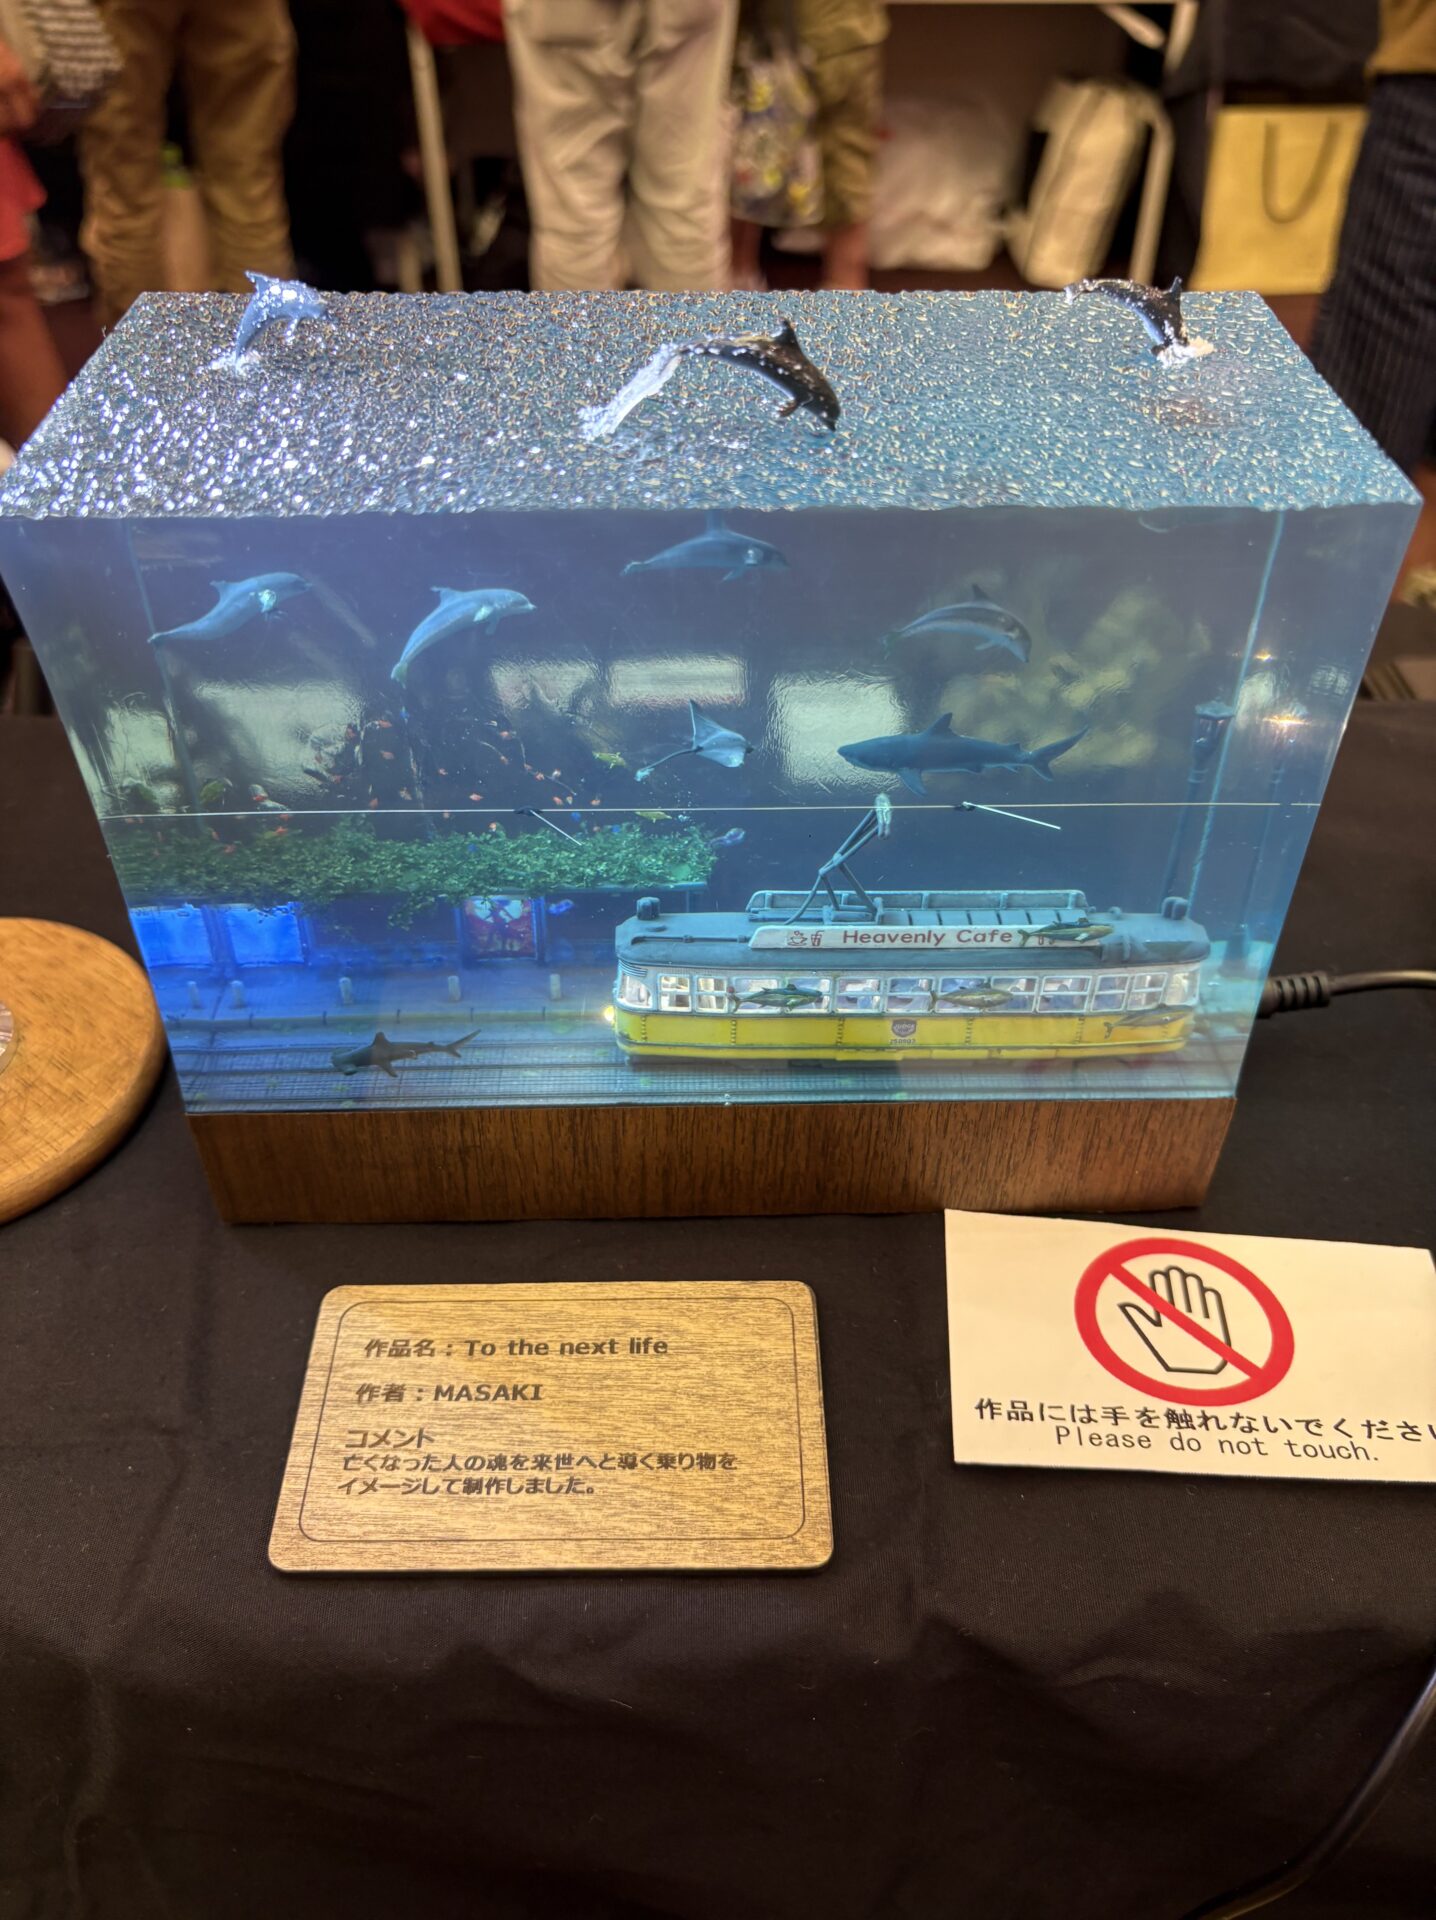 Heavenly Cafe
作品名：To the next life
作者：MASAKI
コメント
亡くなった人の魂を来世へと導く乗り物を
イメージして制作しました。
作品には手を触れないでください
Please do not touch.